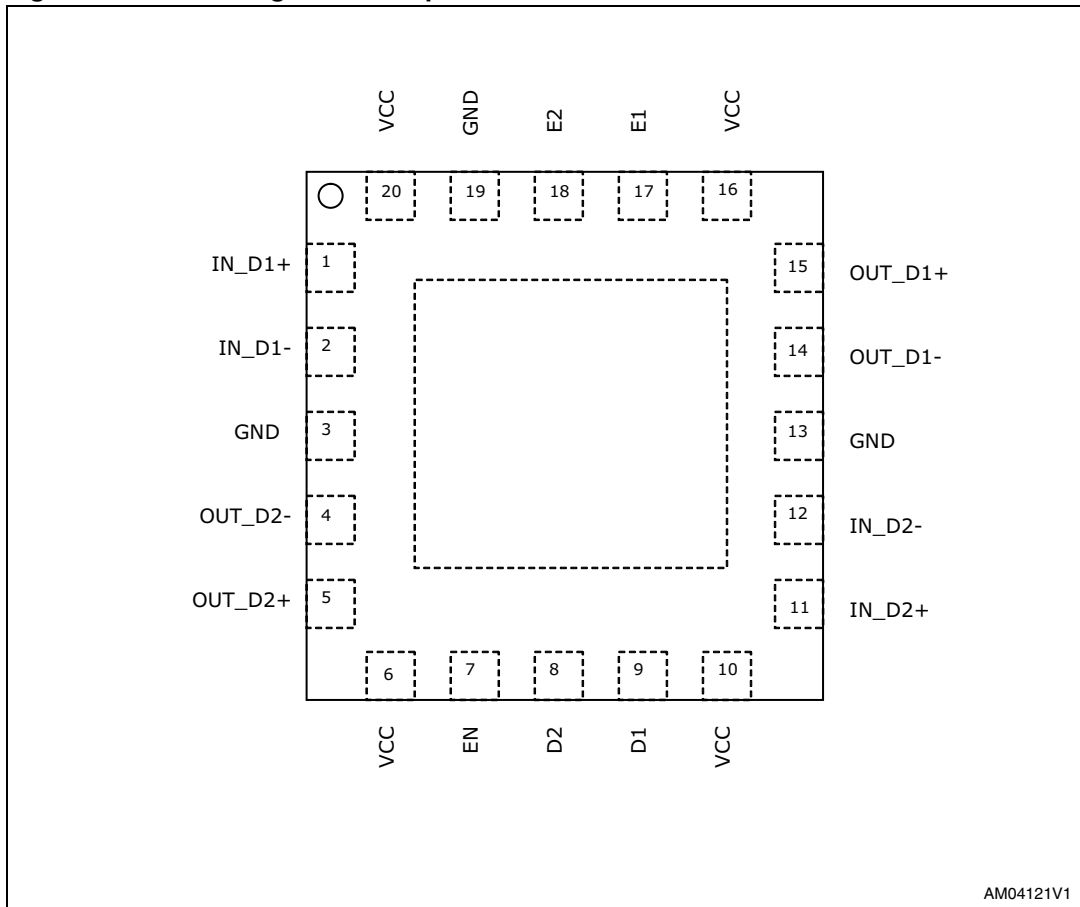 VCC GND E2 E1 VCC
20 19 18 17 16
IN_D1+ 1 15 OUT_D1+
IN_D1- 2 14 OUT_D1-
GND 3 13 GND
OUT_D2- 4 12 IN_D2-
OUT_D2+ 5 11 IN_D2+
6 7 8 9 10
VCC EN D2 D1 VCC
AM04121V1